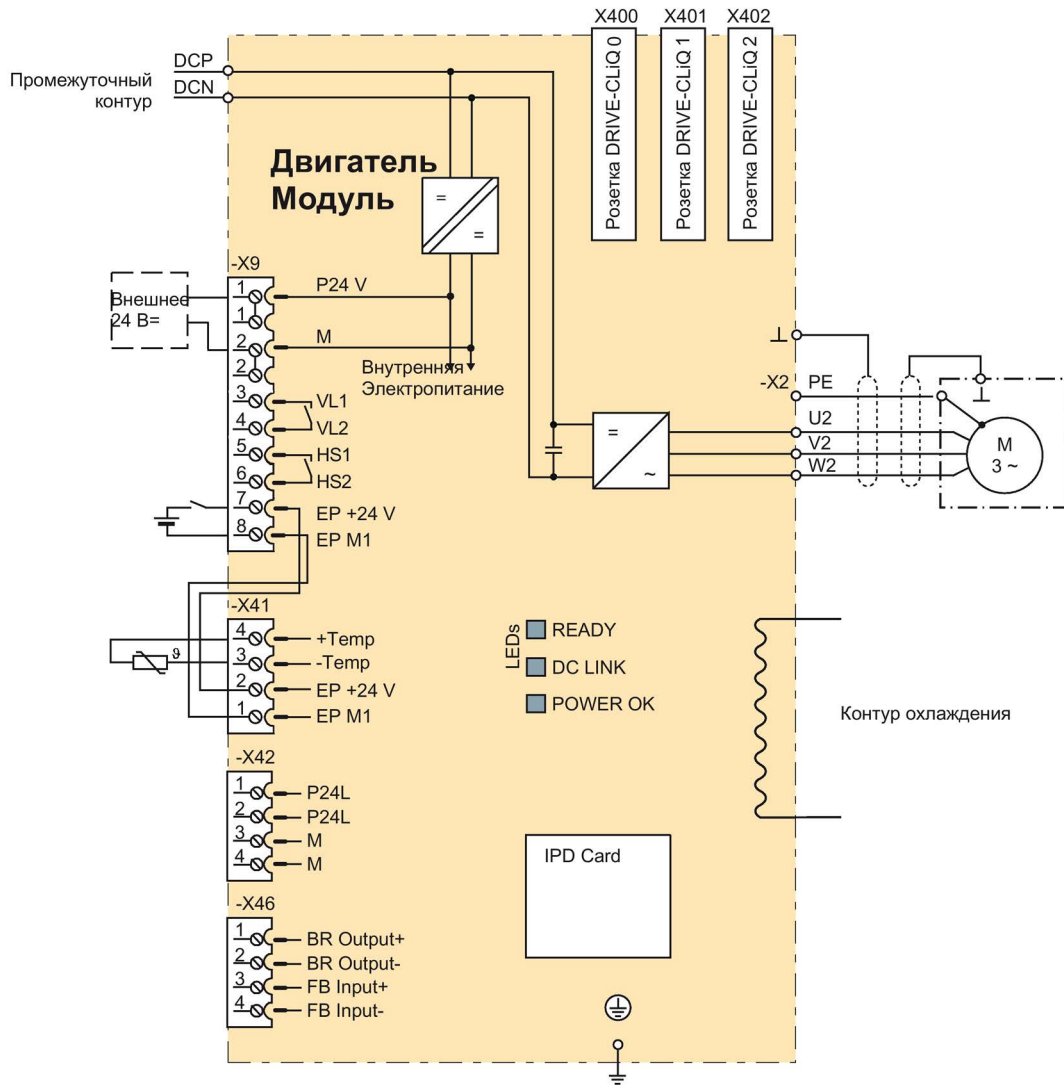 X400 X401 X402
Розетка DRIVE-CLiQ 0
Розетка DRIVE-CLiQ 1
Розетка DRIVE-CLiQ 2
Промежуточный
контур
DCP
DCN
Двигатель
Модуль
=
=
-X9
Внешнее
24 В=
1 P24 V
1
2 M
2
Внутренняя
Электропитание
3 VL1
4 VL2
5 HS1
6 HS2
7 EP +24 V
8 EP M1
-X2 PE
U2
V2
W2
=
~
M
3 ~
-X41
4 +Temp
3 -Temp
2 EP +24 V
1 EP M1
ϑ
LEDs
READY
DC LINK
POWER OK
Контур охлаждения
-X42
1 P24L
2 P24L
3 M
4 M
IPD Card
-X46
1 BR Output+
2 BR Output-
3 FB Input+
4 FB Input-